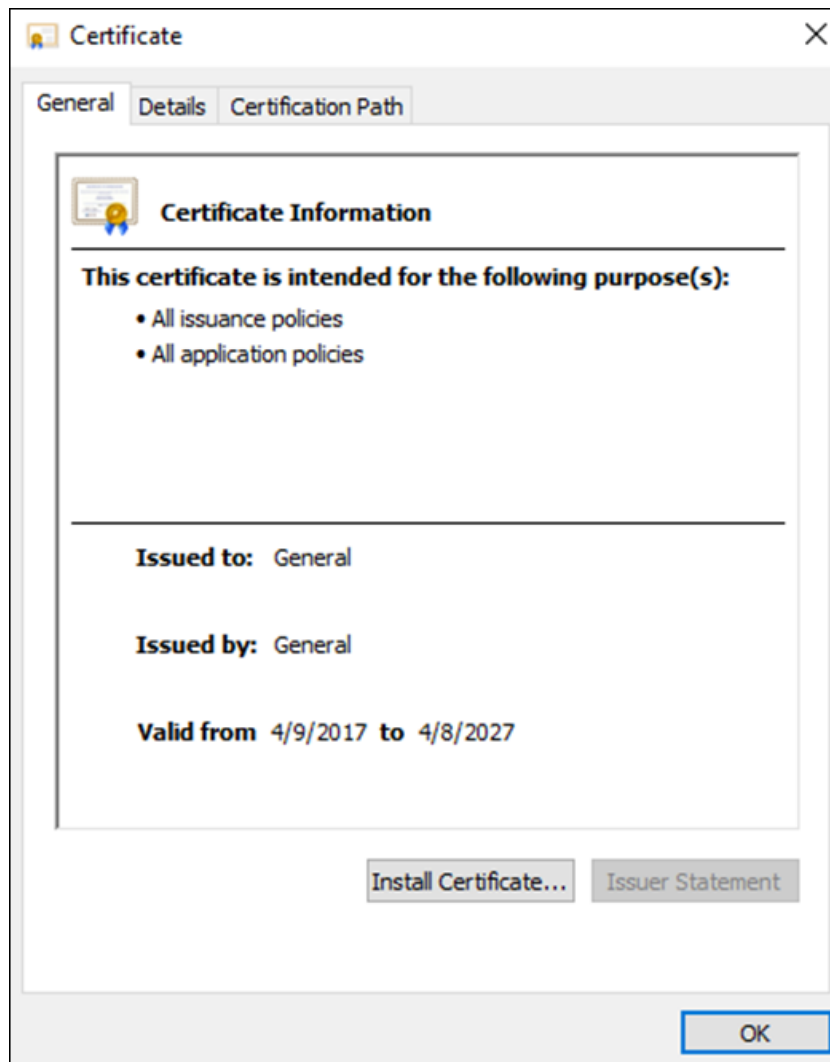 Certificate
General Details Certification Path
Certificate Information
This certificate is intended for the following purpose(s):
• All issuance policies
• All application policies
Issued to: General
Issued by: General
Valid from 4/9/2017 to 4/8/2027
Install Certificate... Issuer Statement
OK